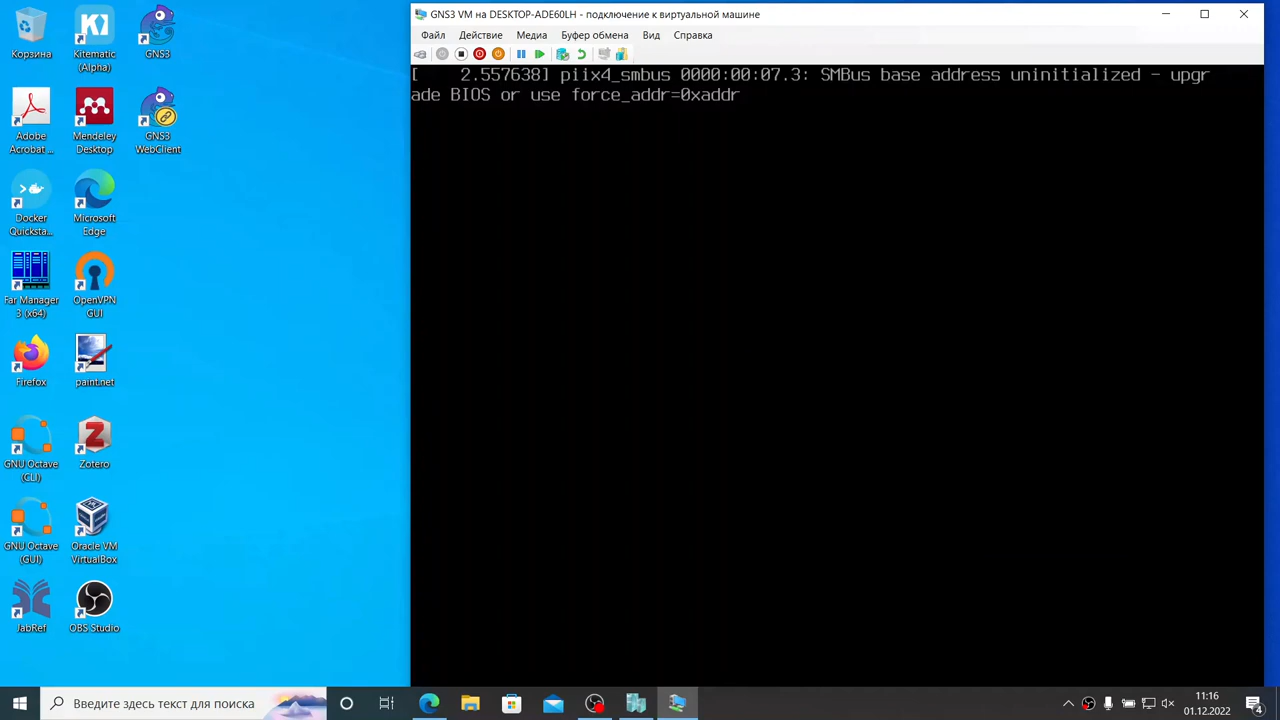 Корзина
Kitematic
(Alpha)
GNS3
Adobe
Acrobat ...
Mendeley
Desktop
GNS3
WebClient
Docker
Quicksta...
Microsoft
Edge
Far Manager
3 (x64)
OpenVPN
GUI
Firefox
paint.net
GNU Octave
(CLI)
Zotero
GNU Octave
(GUI)
Oracle VM
VirtualBox
JabRef
OBS Studio
GNS3 VM на DESKTOP-ADE60LH - подключение к виртуальной машине
Файл Действие Медиа Буфер обмена Вид Справка
[    2.557638] piix4_smbus 0000:00:07.3: SMBus base address uninitialized - upgr
ade BIOS or use force_addr=0xaddr
Введите здесь текст для поиска
11:16
01.12.2022
4